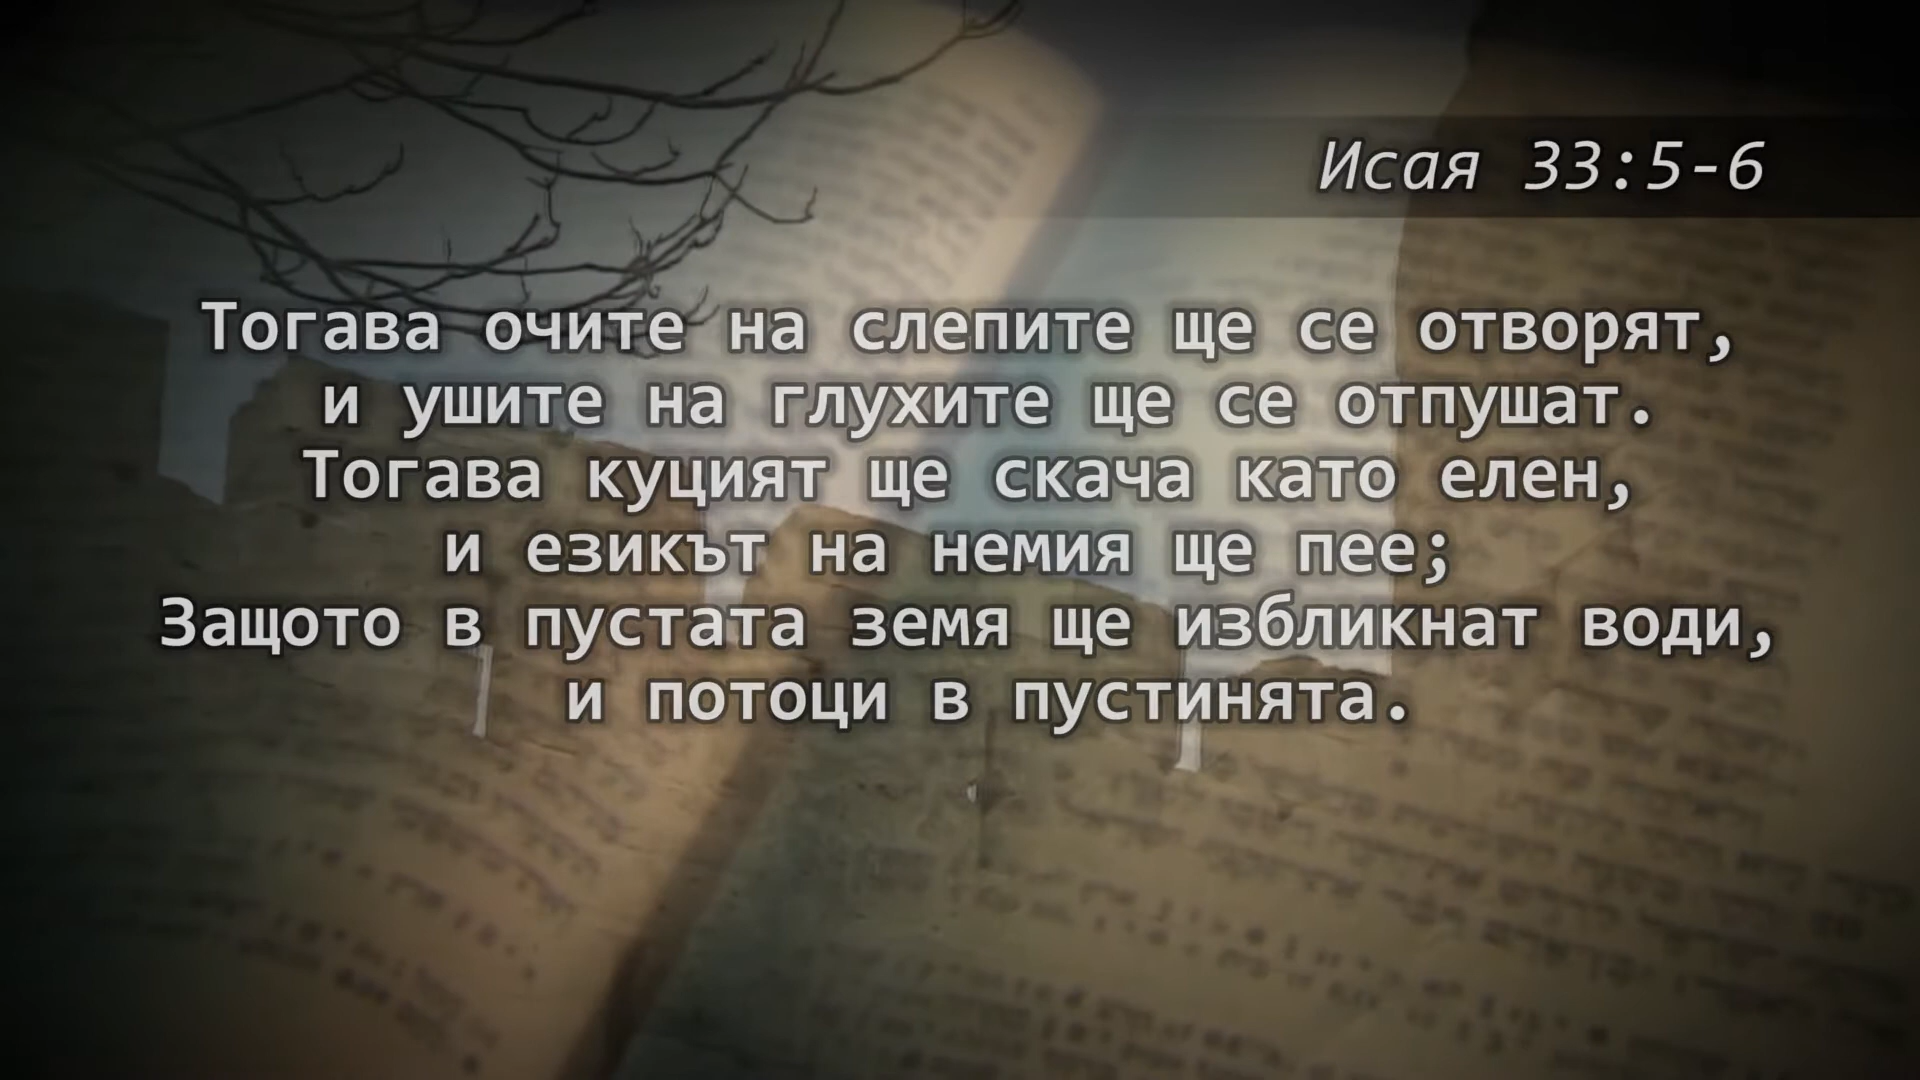 Исая 33:5-6
Тогава очите на слепите ще се отворят,
и ушите на глухите ще се отпушат.
Тогава куцият ще скача като елен,
и езикът на немия ще пее;
Защото в пустата земя ще избликнат води,
и потоци в пустинята.